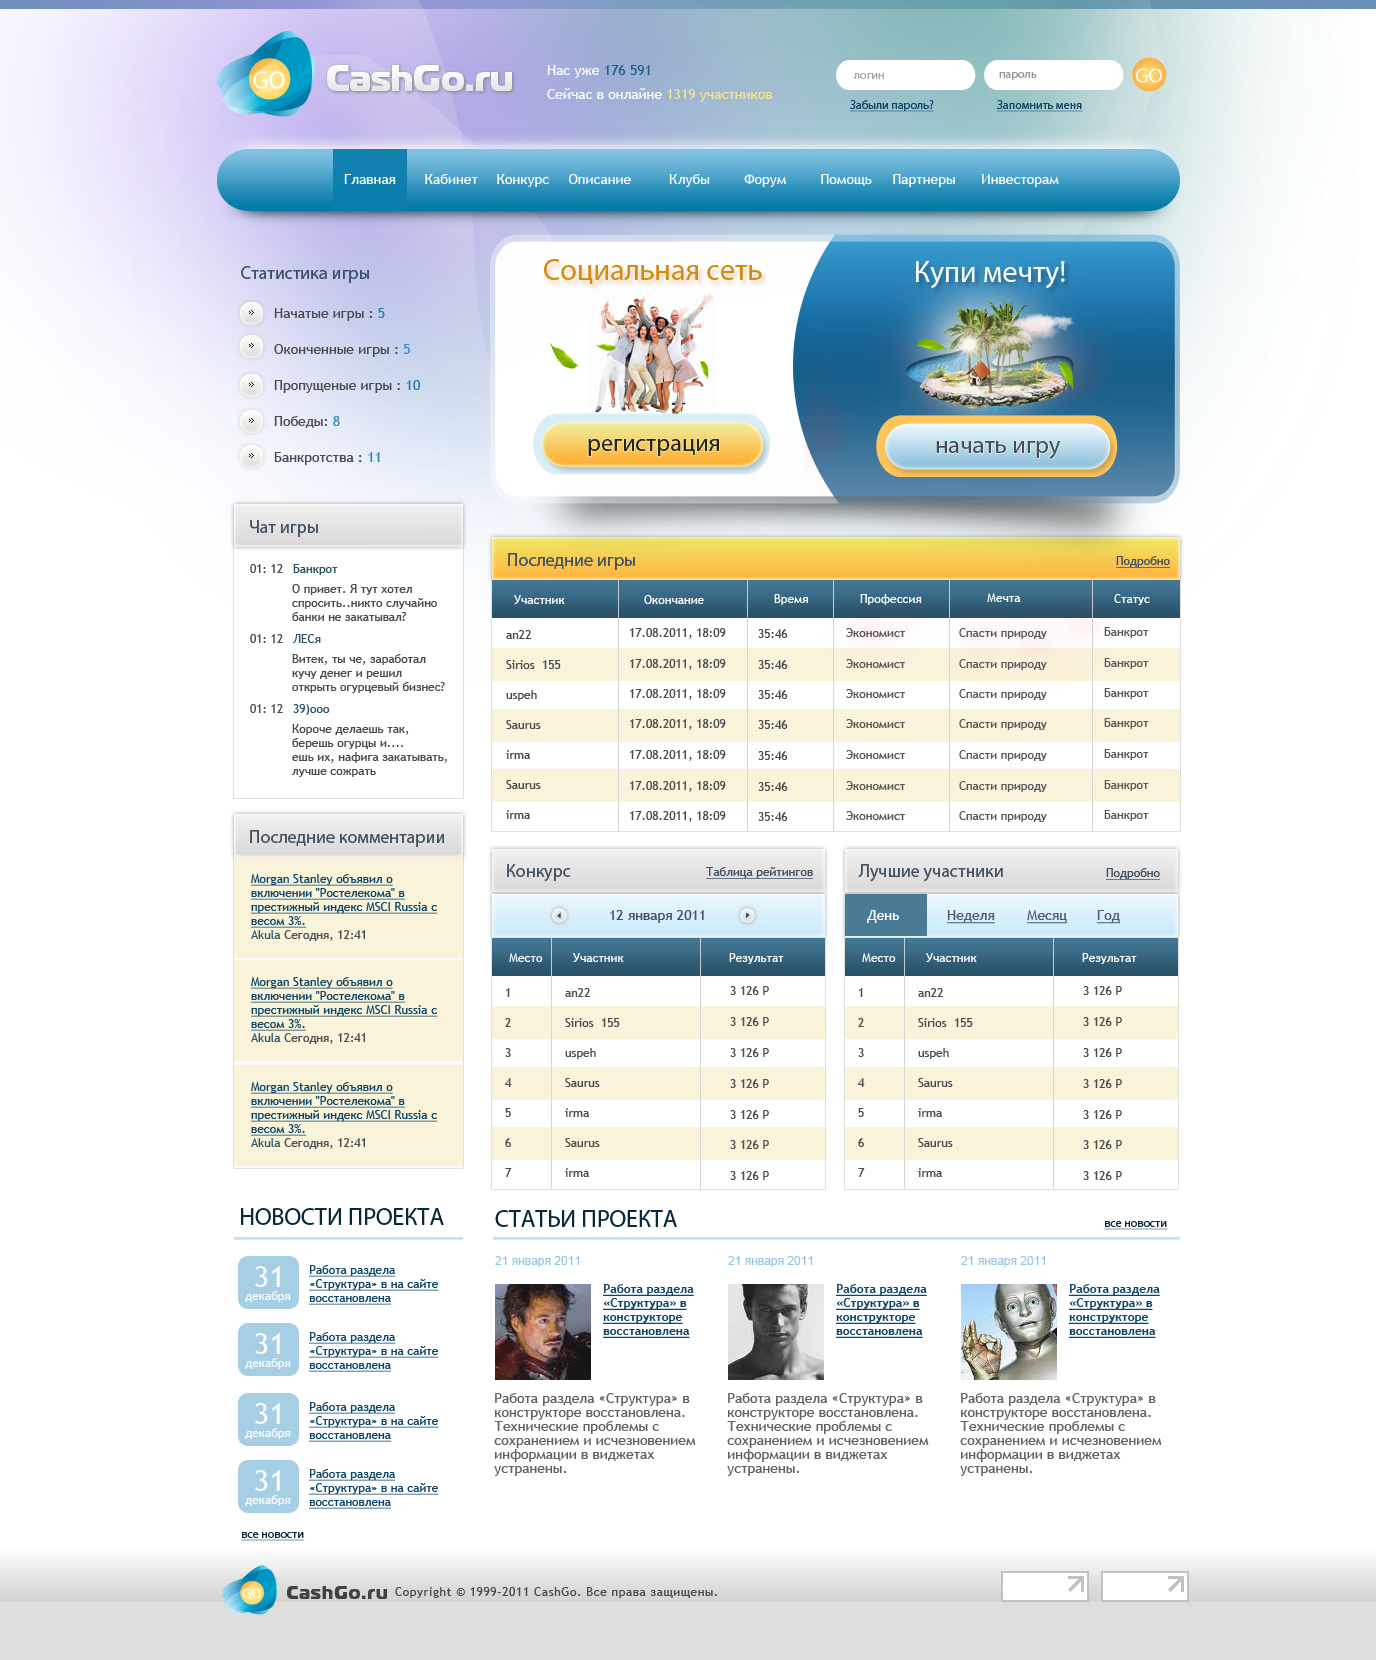 GO CashGo.ru
Нас уже 176 591
Сейчас в онлайне 1319 участников
логин
пароль
GO
Забыли пароль?
Запомнить меня
Главная Кабинет Конкурс Описание Клубы Форум Помощь Партнеры Инвесторам
Статистика игры
Начатые игры : 5
Оконченные игры : 5
Пропущеные игры : 10
Победы: 8
Банкротства : 11
Социальная сеть
регистрация
Купи мечту!
начать игру
Чат игры
01: 12 Банкрот
О привет. Я тут хотел
спросить..никто случайно
банки не закатывал?
01: 12 ЛЕСя
Витек, ты че, заработал
кучу денег и решил
открыть огурцевый бизнес?
01: 12 39)ооо
Короче делаешь так,
берешь огурцы и....
ешь их, нафига закатывать,
лучше сожрать
Последние игры Подробно
Участник Окончание Время Профессия Мечта Статус
an22 17.08.2011, 18:09 35:46 Экономист Спасти природу Банкрот
Sirios 155 17.08.2011, 18:09 35:46 Экономист Спасти природу Банкрот
uspeh 17.08.2011, 18:09 35:46 Экономист Спасти природу Банкрот
Saurus 17.08.2011, 18:09 35:46 Экономист Спасти природу Банкрот
irma 17.08.2011, 18:09 35:46 Экономист Спасти природу Банкрот
Saurus 17.08.2011, 18:09 35:46 Экономист Спасти природу Банкрот
irma 17.08.2011, 18:09 35:46 Экономист Спасти природу Банкрот
Последние комментарии
Morgan Stanley объявил о
включении "Ростелекома" в
престижный индекс MSCI Russia с
весом 3%.
Akula Сегодня, 12:41
Morgan Stanley объявил о
включении "Ростелекома" в
престижный индекс MSCI Russia с
весом 3%.
Akula Сегодня, 12:41
Morgan Stanley объявил о
включении "Ростелекома" в
престижный индекс MSCI Russia с
весом 3%.
Akula Сегодня, 12:41
Конкурс Таблица рейтингов
12 января 2011
Место Участник Результат
1 an22 3 126 Р
2 Sirios 155 3 126 Р
3 uspeh 3 126 Р
4 Saurus 3 126 Р
5 irma 3 126 Р
6 Saurus 3 126 Р
7 irma 3 126 Р
Лучшие участники Подробно
День Неделя Месяц Год
Место Участник Результат
1 an22 3 126 Р
2 Sirios 155 3 126 Р
3 uspeh 3 126 Р
4 Saurus 3 126 Р
5 irma 3 126 Р
6 Saurus 3 126 Р
7 irma 3 126 Р
НОВОСТИ ПРОЕКТА
31
декабря
Работа раздела
«Структура» в на сайте
восстановлена
31
декабря
Работа раздела
«Структура» в на сайте
восстановлена
31
декабря
Работа раздела
«Структура» в на сайте
восстановлена
31
декабря
Работа раздела
«Структура» в на сайте
восстановлена
все новости
СТАТЬИ ПРОЕКТА
все новости
21 января 2011
Работа раздела
«Структура» в
конструкторе
восстановлена
Работа раздела «Структура» в
конструкторе восстановлена.
Технические проблемы с
сохранением и исчезновением
информации в виджетах
устранены.
21 января 2011
Работа раздела
«Структура» в
конструкторе
восстановлена
Работа раздела «Структура» в
конструкторе восстановлена.
Технические проблемы с
сохранением и исчезновением
информации в виджетах
устранены.
21 января 2011
Работа раздела
«Структура» в
конструкторе
восстановлена
Работа раздела «Структура» в
конструкторе восстановлена.
Технические проблемы с
сохранением и исчезновением
информации в виджетах
устранены.
GO CashGo.ru Copyright © 1999-2011 CashGo. Все права защищены.